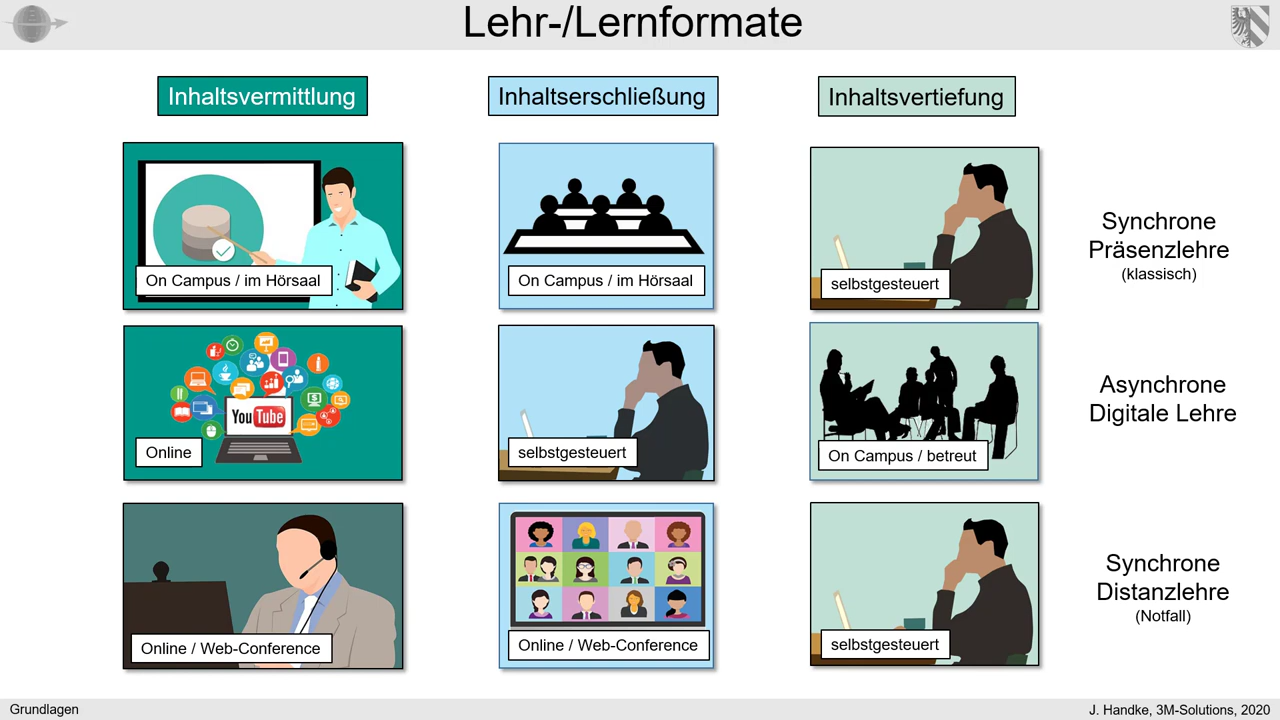 Lehr-/Lernformate
Inhaltsvermittlung
Inhaltserschließung
Inhaltsvertiefung
On Campus / im Hörsaal
On Campus / im Hörsaal
selbstgesteuert
Synchrone
Präsenzlehre
(klassisch)
YouTube
Online
selbstgesteuert
On Campus / betreut
Asynchrone
Digitale Lehre
Online / Web-Conference
Online / Web-Conference
selbstgesteuert
Synchrone
Distanzlehre
(Notfall)
Grundlagen
J. Handke, 3M-Solutions, 2020